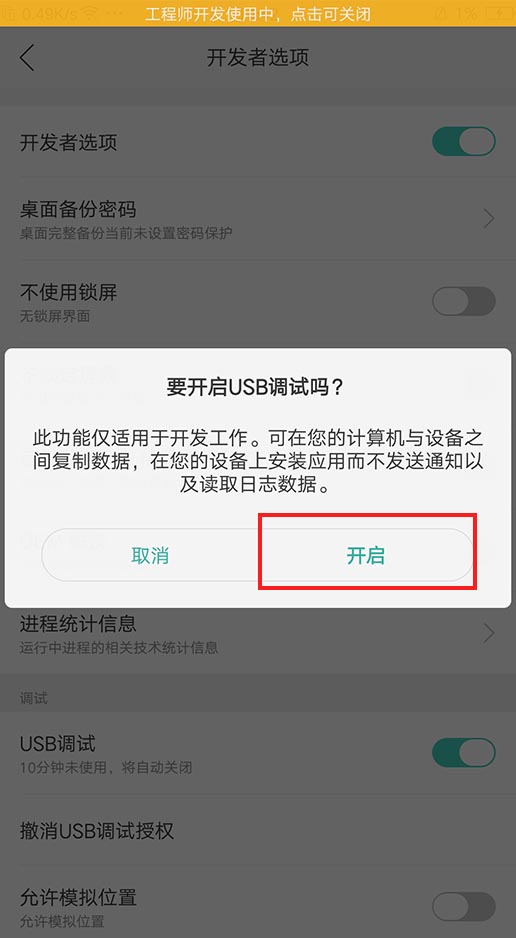 0.49K/s
工程师开发使用中，点击可关闭
1%
开发者选项
开发者选项
桌面备份密码
桌面完整备份当前未设置密码保护
不使用锁屏
无锁屏界面
要开启USB调试吗？
此功能仅适用于开发工作。可在您的计算机与设备之
间复制数据，在您的设备上安装应用而不发送通知以
及读取日志数据。
取消
开启
进程统计信息
运行中进程的相关技术统计信息
调试
USB调试
10分钟未使用，将自动关闭
撤消USB调试授权
允许模拟位置
允许模拟位置